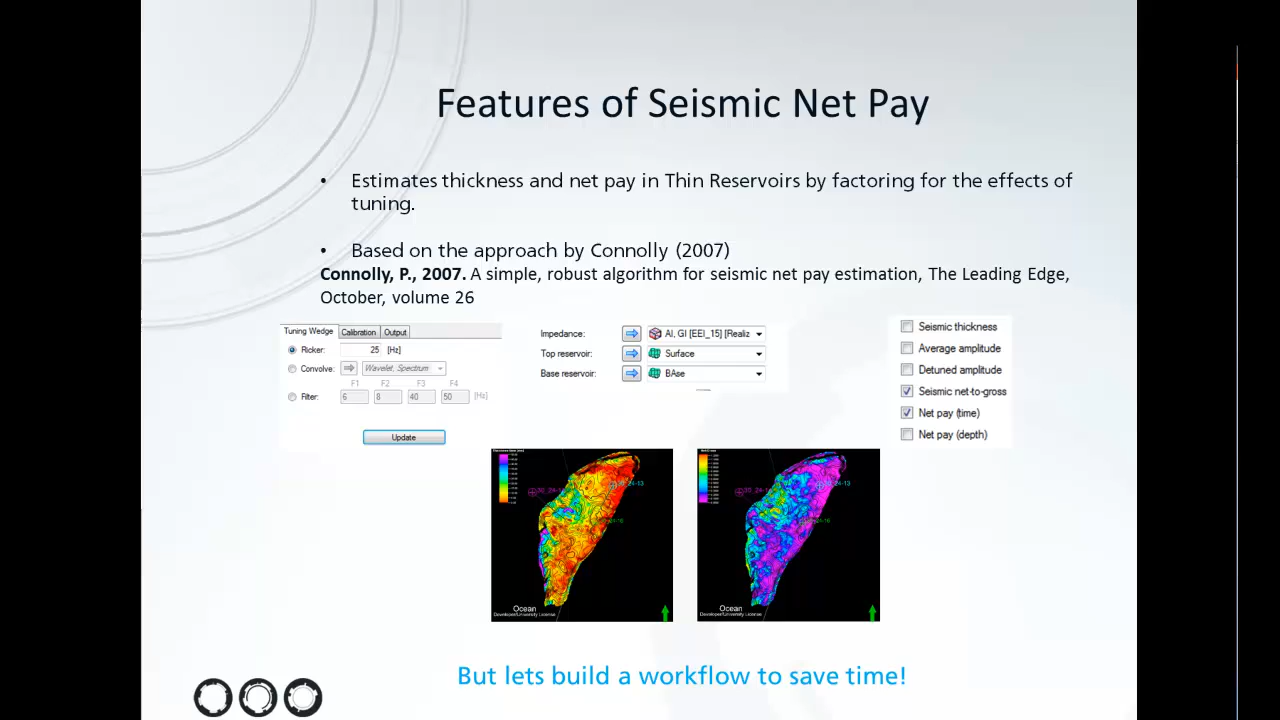 Features of Seismic Net Pay
• Estimates thickness and net pay in Thin Reservoirs by factoring for the effects of
tuning.
• Based on the approach by Connolly (2007)
Connolly, P., 2007. A simple, robust algorithm for seismic net pay estimation, The Leading Edge,
October, volume 26
Tuning Wedge Calibration Output
Ricker: 25 [Hz]
Convolve: Wavelet, Spectrum
F1 F2 F3 F4
Filter: 6 8 40 50 [Hz]
Update
Impedance: AI, GI [EEI_15] [Realiz
Top reservoir: Surface
Base reservoir: BAse
Seismic thickness
Average amplitude
Detuned amplitude
Seismic net-to-gross
Net pay (time)
Net pay (depth)
Ocean
Developer/University License
Ocean
Developer/University License
But lets build a workflow to save time!